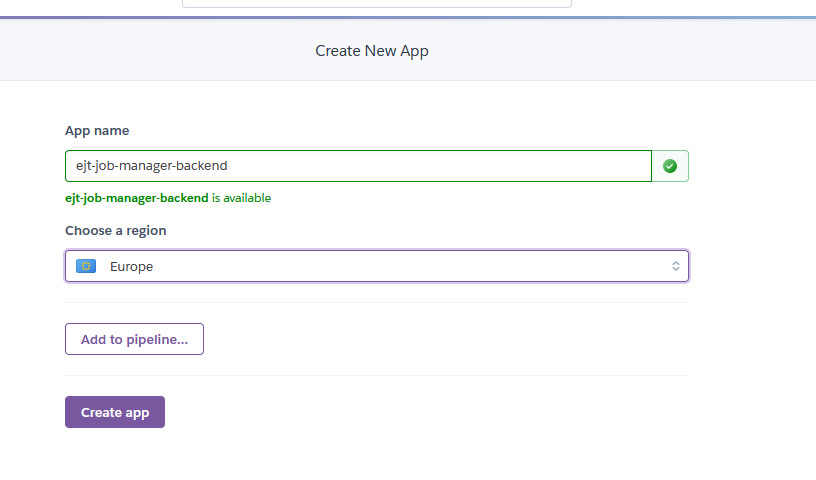 Create New App
App name
ejt-job-manager-backend
ejt-job-manager-backend is available
Choose a region
Europe
Add to pipeline...
Create app